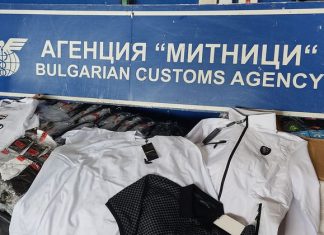 АГЕНЦИЯ “МИТНИЦИ“
BULGARIAN CUSTOMS AGENCY